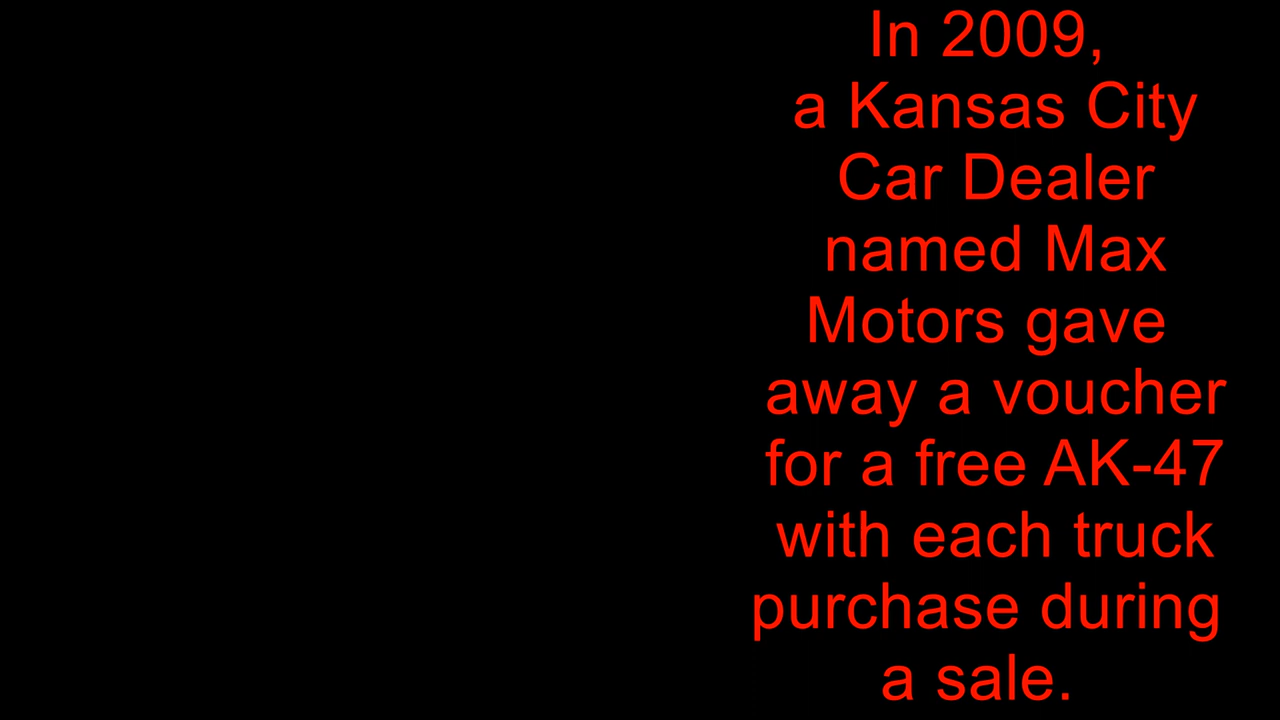 In 2009,
a Kansas City
Car Dealer
named Max
Motors gave
away a voucher
for a free AK-47
with each truck
purchase during
a sale.